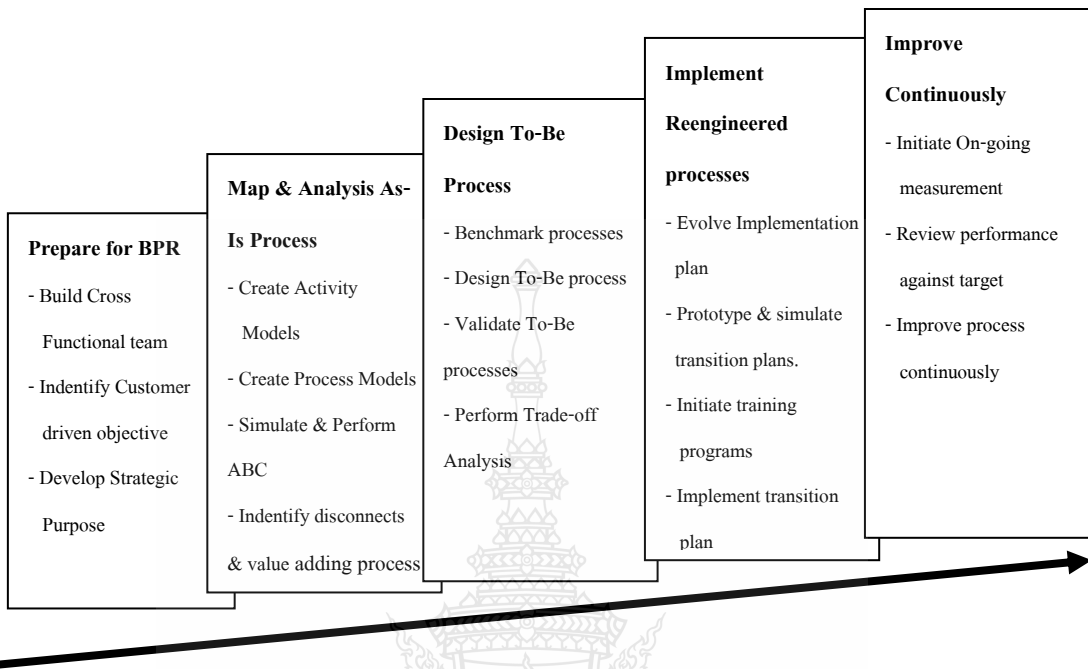 Prepare for BPR
- Build Cross
Functional team
- Indentify Customer
driven objective
- Develop Strategic
Purpose
Map & Analysis As-
Is Process
- Create Activity
Models
- Create Process Models
- Simulate & Perform
ABC
- Indentify disconnects
& value adding process
Design To-Be
Process
- Benchmark processes
- Design To-Be process
- Validate To-Be
processes
- Perform Trade-off
Analysis
Implement
Reengineered
processes
- Evolve Implementation
plan
- Prototype & simulate
transition plans.
- Initiate training
programs
- Implement transition
plan
Improve
Continuously
- Initiate On-going
measurement
- Review performance
against target
- Improve process
continuously